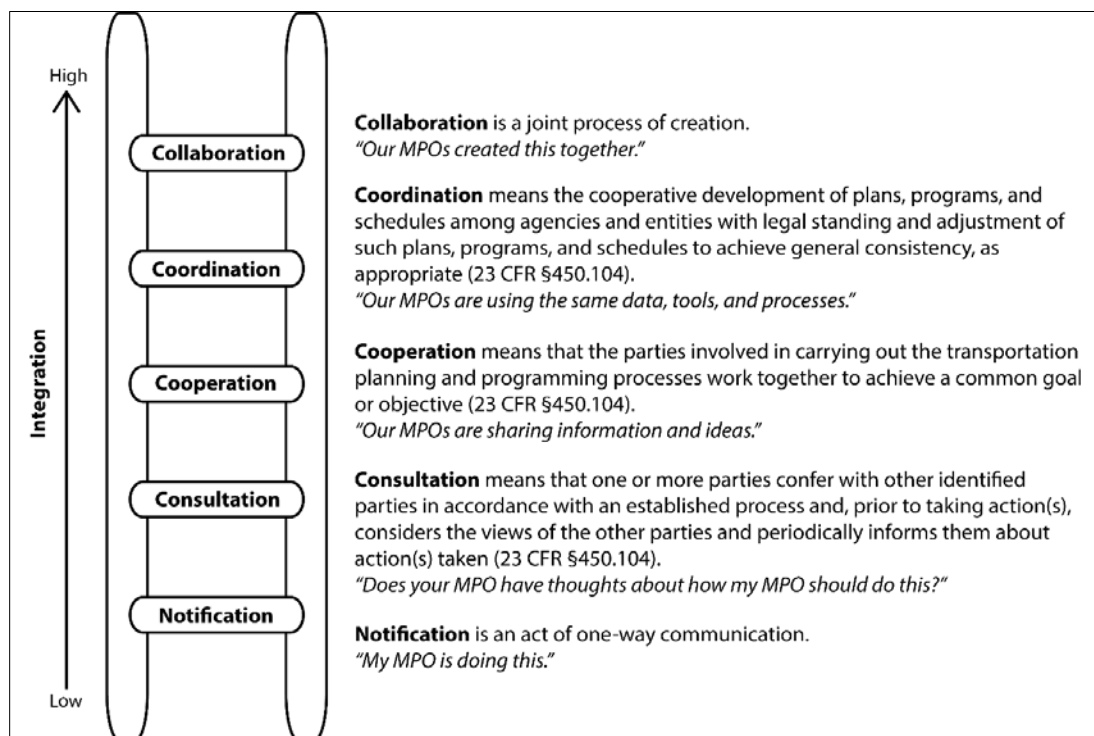 High
Collaboration
Coordination
Cooperation
Consultation
Notification
Integration
Low
Collaboration is a joint process of creation.
“Our MPOs created this together.”
Coordination means the cooperative development of plans, programs, and
schedules among agencies and entities with legal standing and adjustment of
such plans, programs, and schedules to achieve general consistency, as
appropriate (23 CFR §450.104).
“Our MPOs are using the same data, tools, and processes.”
Cooperation means that the parties involved in carrying out the transportation
planning and programming processes work together to achieve a common goal
or objective (23 CFR §450.104).
“Our MPOs are sharing information and ideas.”
Consultation means that one or more parties confer with other identified
parties in accordance with an established process and, prior to taking action(s),
considers the views of the other parties and periodically informs them about
action(s) taken (23 CFR §450.104).
“Does your MPO have thoughts about how my MPO should do this?”
Notification is an act of one-way communication.
“My MPO is doing this.”